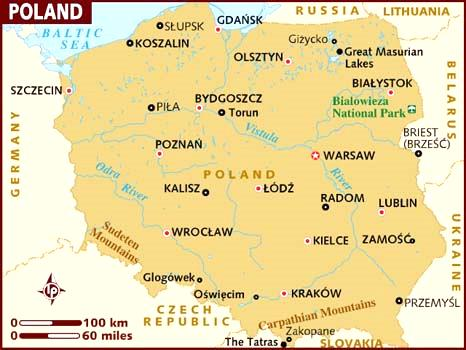 POLAND
RUSSIA
LITHUANIA
BALTIC
SEA
GDAŃSK
SŁUPSK
KOSZALIN
Giżycko
Great Masurian
Lakes
OLSZTYN
SZCZECIN
BIAŁYSTOK
BELARUS
PIŁA
BYDGOSZCZ
Torun
Bialowieza
National Park
GERMANY
Vistula
River
BRIEST
(BRZEŚĆ)
POZNAŃ
WARSAW
Odra
River
POLAND
KALISZ
ŁÓDŹ
RADOM
LUBLIN
UKRAINE
WROCŁAW
KIELCE
ZAMOŚĆ
Sudeten
Mountains
Glogówek
Oświęcim
KRAKÓW
PRZEMYŚL
CZECH
REPUBLIC
Carpathian Mountains
Zakopane
The Tatras
SLOVAKIA
0 100 km
0 60 miles
lp